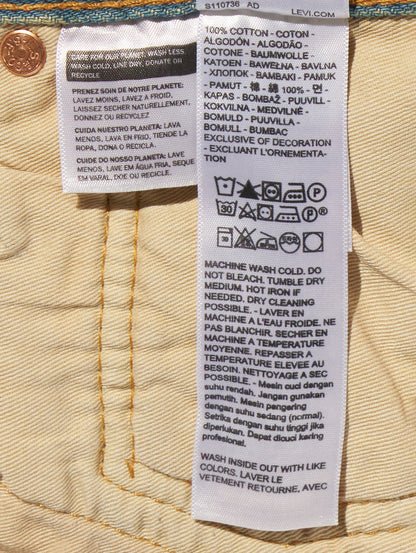 S110736 AD LEVI.COM
CARE FOR OUR PLANET: WASH LESS,
WASH COLD, LINE DRY, DONATE OR
RECYCLE
PRENEZ SOIN DE NOTRE PLANETE:
LAVEZ MOINS, LAVEZ A FROID,
LAISSEZ SECHER NATURELLEMENT,
DONNEZ OU RECYCLEZ
CUIDA NUESTRO PLANETA: LAVA
MENOS, LAVA EN FRIO, TIENDE LA
ROPA, DONA O RECICLA.
CUIDE DO NOSSO PLANETA: LAVE
MENOS, LAVE EM ÁGUA FRIA, SEQUE
EM VARAL, DOE OU RECICLE.
100% COTTON - COTON -
ALGODÓN - ALGODÃO -
COTONE - BAUMWOLLE -
KATOEN - BAWEŁNA - BAVLNA
- ХЛОПОК - BAMBAKI - PAMUK
- PAMUT - 棉 綿 100% - 면 -
KAPAS - BOMBAŽ - PUUVILL -
KOKVILNA - MEDVILNĖ -
BOMULD - PUUVILLA -
BOMULL - BUMBAC
EXCLUSIVE OF DECORATION
- EXCLUANT L'ORNEMENTA-
TION
MACHINE WASH COLD. DO
NOT BLEACH. TUMBLE DRY
MEDIUM. HOT IRON IF
NEEDED. DRY CLEANING
POSSIBLE. - LAVER EN
MACHINE A L'EAU FROIDE. NE
PAS BLANCHIR. SECHER EN
MACHINE A TEMPERATURE
MOYENNE. REPASSER A
TEMPERATURE ELEVEE AU
BESOIN. NETTOYAGE A SEC
POSSIBLE. - Mesin cuci dengan
suhu rendah. Jangan gunakan
pemutih. Mesin pengering
dengan suhu sedang (normal).
Setrika dengan suhu tinggi jika
diperlukan. Dapat dicuci kering
WASH INSIDE OUT WITH LIKE
COLORS. LAVER LE
VETEMENT RETOURNE, AVEC